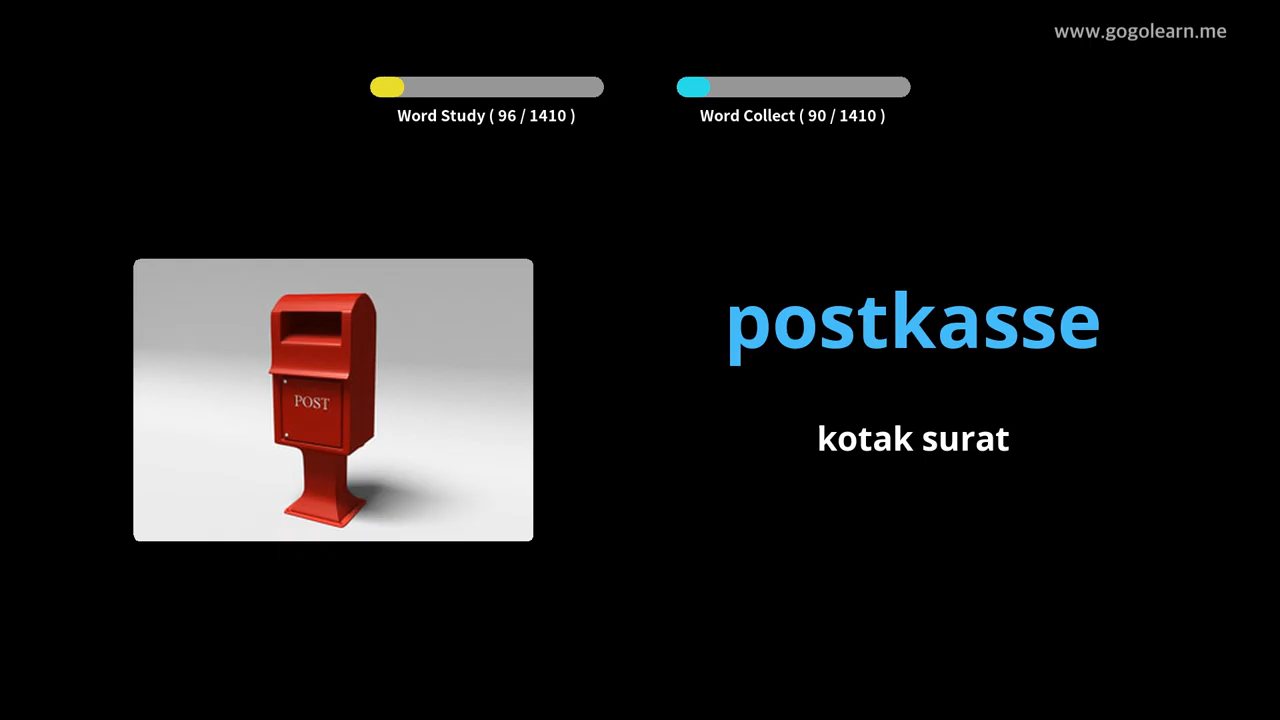 www.gogolearn.me
Word Study ( 96 / 1410 )
Word Collect ( 90 / 1410 )
POST
postkasse
kotak surat